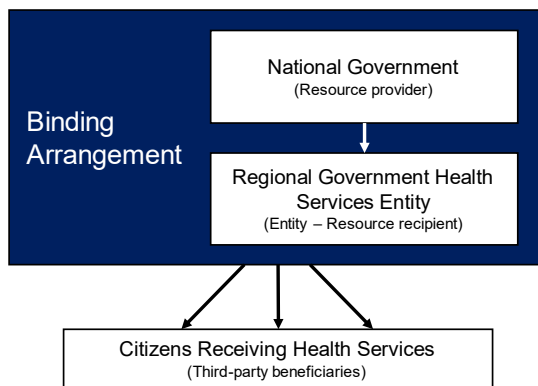 Binding
Arrangement
National Government
(Resource provider)
Regional Government Health
Services Entity
(Entity – Resource recipient)
Citizens Receiving Health Services
(Third-party beneficiaries)